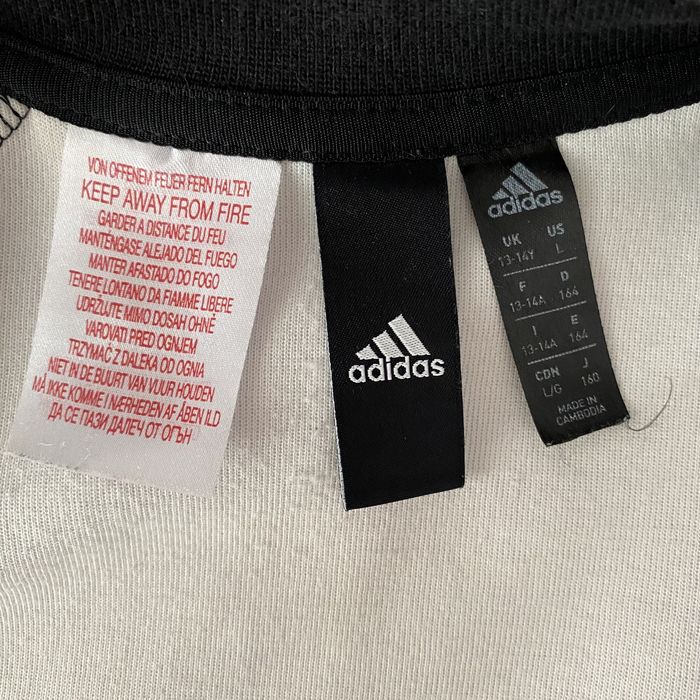 VON OFFENEM FEUER FERN HALTEN
KEEP AWAY FROM FIRE
GARDER A DISTANCE DU FEU
MANTÉNGASE ALEJADO DEL FUEGO
MANTER AFASTADO DO FOGO
TENERE LONTANO DA FIAMME LIBERE
UDRŽUJTE MIMO DOSAH OHNĚ
VAROVATI PRED OGNJEM
TRZYMAĆ Z DALEKA OD OGNIA
NIET IN DE BUURT VAN VUUR HOUDEN
MÅ IKKE KOMME I NÆRHEDEN AF ÅBEN ILD
ДА СЕ ПАЗИ ДАЛЕЧ ОТ ОГЪН
adidas
adidas
UK US
13-14Y L
F D
13-14A 164
I E
13-14A 164
CDN J
L/G 160
MADE IN
CAMBODIA